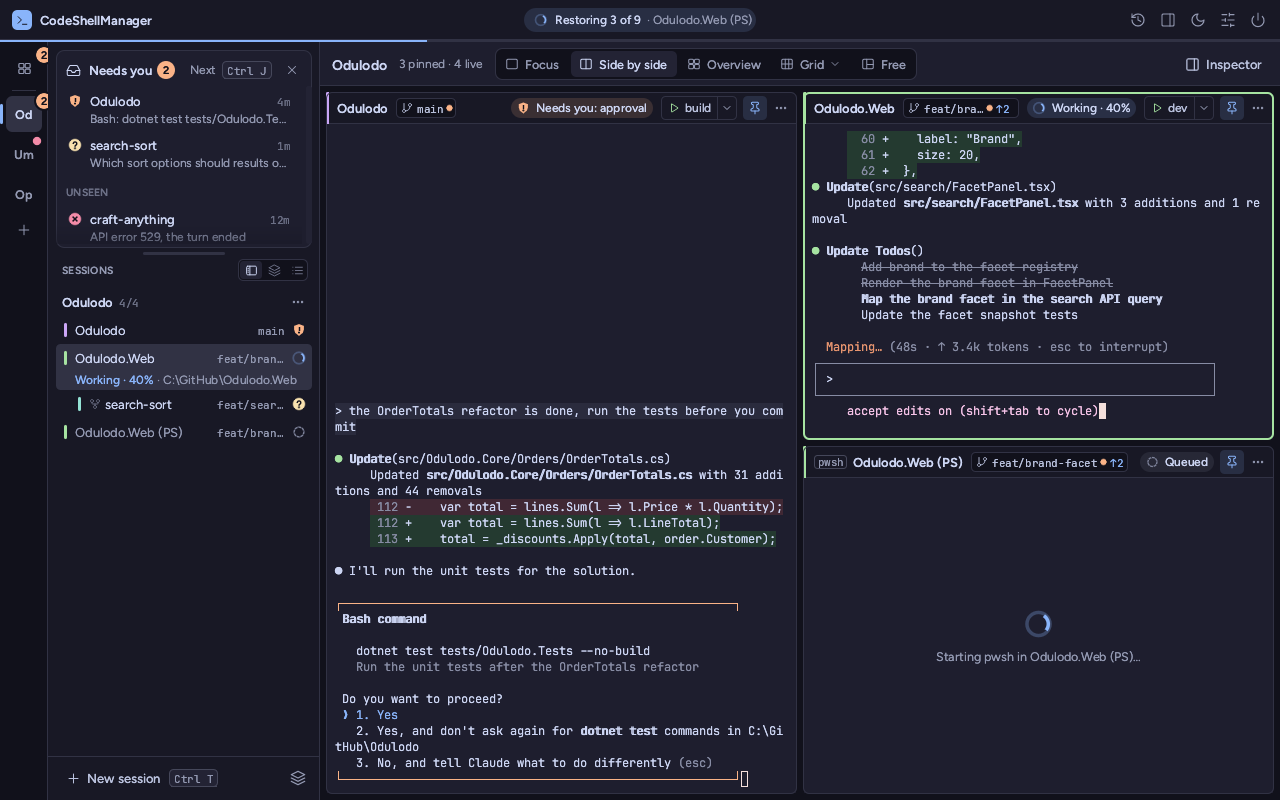 CodeShellManager
Restoring 3 of 9 · Odulodo.Web (PS)
2
Needs you 2 Next Ctrl J
Odulodo 4m
Bash: dotnet test tests/Odulodo.Te…
search-sort 1m
Which sort options should results o…
UNSEEN
craft-anything 12m
API error 529, the turn ended
2
Od
Um
Op
SESSIONS
Odulodo 4/4
Odulodo main
Odulodo.Web feat/bran…
Working · 40% · C:\GitHub\Odulodo.Web
search-sort feat/sear…
Odulodo.Web (PS) feat/bran…
New session Ctrl T
Odulodo 3 pinned · 4 live
Focus Side by side Overview Grid Free
Inspector
Odulodo main Needs you: approval build
> the OrderTotals refactor is done, run the tests before you com
mit
Update(src/Odulodo.Core/Orders/OrderTotals.cs)
Updated src/Odulodo.Core/Orders/OrderTotals.cs with 31 addi
tions and 44 removals
112 - var total = lines.Sum(l => l.Price * l.Quantity);
112 + var total = lines.Sum(l => l.LineTotal);
113 + total = _discounts.Apply(total, order.Customer);
I'll run the unit tests for the solution.
Bash command
dotnet test tests/Odulodo.Tests --no-build
Run the unit tests after the OrderTotals refactor
Do you want to proceed?
❯ 1. Yes
2. Yes, and don't ask again for dotnet test commands in C:\Gi
tHub\Odulodo
3. No, and tell Claude what to do differently (esc)
Odulodo.Web feat/bra… ↑2 Working · 40% dev
60 + label: "Brand",
61 + size: 20,
62 + },
Update(src/search/FacetPanel.tsx)
Updated src/search/FacetPanel.tsx with 3 additions and 1 re
moval
Update Todos()
Add brand to the facet registry
Render the brand facet in FacetPanel
Map the brand facet in the search API query
Update the facet snapshot tests
Mapping… (48s · ↑ 3.4k tokens · esc to interrupt)
>
accept edits on (shift+tab to cycle)
pwsh Odulodo.Web (PS) feat/brand-facet ↑2 Queued
Starting pwsh in Odulodo.Web (PS)…